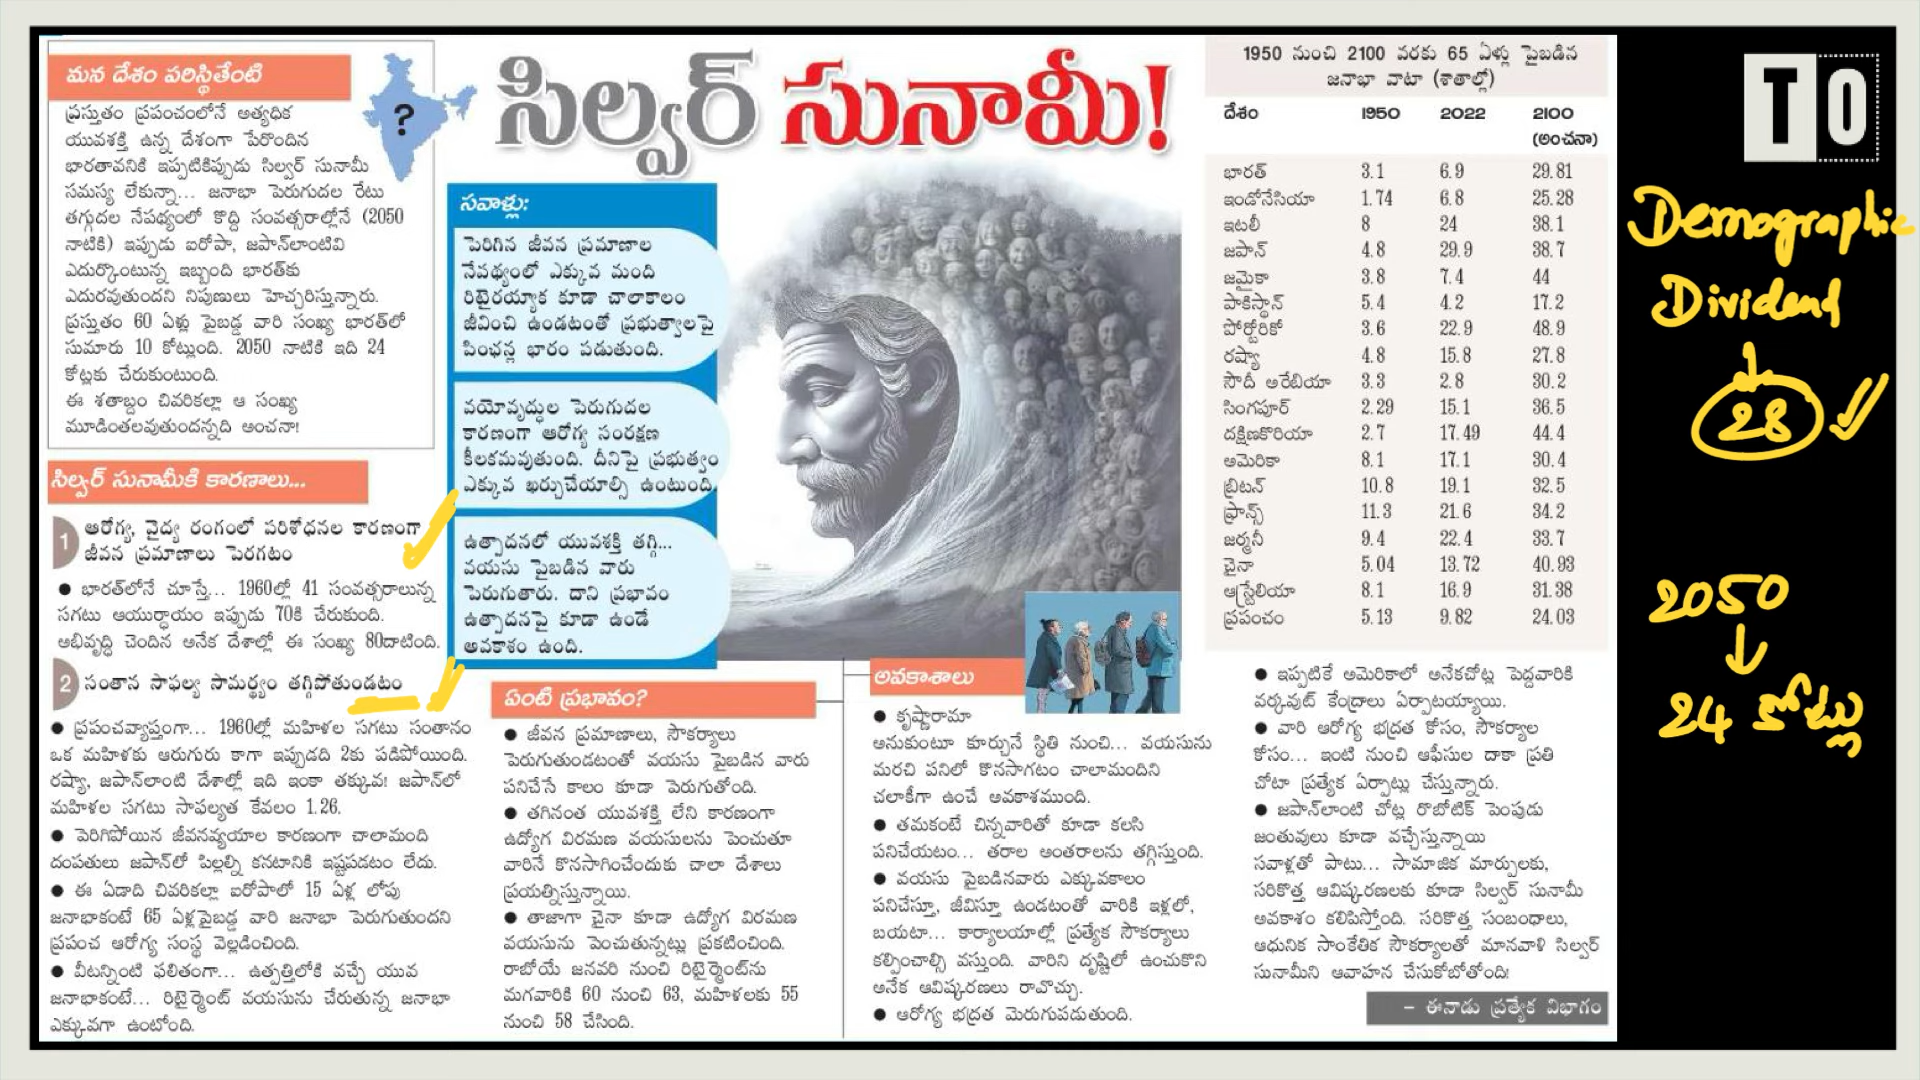 సిల్వర్ సునామీ!
మన దేశం పరిస్థితేంటి
ప్రస్తుతం ప్రపంచంలోనే అత్యధిక
యువశక్తి ఉన్న దేశంగా పేరొందిన
భారతావనికి ఇప్పటికిప్పుడు సిల్వర్ సునామీ
సమస్య లేకున్నా... జనాభా పెరుగుదల రేటు
తగ్గుదల నేపథ్యంలో కొద్ది సంవత్సరాల్లోనే (2050
నాటికి) ఇప్పుడు ఐరోపా, జపాన్‌లాంటివి
ఎదుర్కొంటున్న ఇబ్బంది భారత్‌కు
ఎదురవుతుందని నిపుణులు హెచ్చరిస్తున్నారు.
ప్రస్తుతం 60 ఏళ్లు పైబడ్డ వారి సంఖ్య భారత్‌లో
సుమారు 10 కోట్లుంది. 2050 నాటికి ఇది 24
కోట్లకు చేరుకుంటుంది.
ఈ శతాబ్దం చివరికల్లా ఆ సంఖ్య
మూడింతలవుతుందన్నది అంచనా!
?
సిల్వర్ సునామీకి కారణాలు...
1 ఆరోగ్య, వైద్య రంగంలో పరిశోధనల కారణంగా
జీవన ప్రమాణాలు పెరగటం
● భారత్‌లోనే చూస్తే... 1960ల్లో 41 సంవత్సరాలున్న
సగటు ఆయుర్ధాయం ఇప్పుడు 70కి చేరుకుంది.
అభివృద్ధి చెందిన అనేక దేశాల్లో ఈ సంఖ్య 80దాటింది.
2 సంతాన సాఫల్య సామర్థ్యం తగ్గిపోతుండటం
● ప్రపంచవ్యాప్తంగా... 1960ల్లో మహిళల సగటు సంతానం
ఒక మహిళకు ఆరుగురు కాగా ఇప్పుడది 2కు పడిపోయింది.
రష్యా, జపాన్‌లాంటి దేశాల్లో ఇది ఇంకా తక్కువ! జపాన్‌లో
మహిళల సగటు సాఫల్యత కేవలం 1.26.
● పెరిగిపోయిన జీవనవ్యయాల కారణంగా చాలామంది
దంపతులు జపాన్‌లో పిల్లల్ని కనటానికి ఇష్టపడటం లేదు.
● ఈ ఏడాది చివరికల్లా ఐరోపాలో 15 ఏళ్ల లోపు
జనాభాకంటే 65 ఏళ్లపైబడ్డ వారి జనాభా పెరుగుతుందని
ప్రపంచ ఆరోగ్య సంస్థ వెల్లడించింది.
● వీటన్నింటి ఫలితంగా... ఉత్పత్తిలోకి వచ్చే యువ
జనాభాకంటే... రిటైర్మెంట్ వయసును చేరుతున్న జనాభా
ఎక్కువగా ఉంటోంది.
సవాళ్లు:
పెరిగిన జీవన ప్రమాణాల
నేపథ్యంలో ఎక్కువ మంది
రిటైరయ్యాక కూడా చాలాకాలం
జీవించి ఉండటంతో ప్రభుత్వాలపై
పింఛన్ల భారం పడుతుంది.
వయోవృద్ధుల పెరుగుదల
కారణంగా ఆరోగ్య సంరక్షణ
కీలకమవుతుంది. దీనిపై ప్రభుత్వం
ఎక్కువ ఖర్చుచేయాల్సి ఉంటుంది.
ఉత్పాదనలో యువశక్తి తగ్గి...
వయసు పైబడిన వారు
పెరుగుతారు. దాని ప్రభావం
ఉత్పాదనపై కూడా ఉండే
అవకాశం ఉంది.
ఏంటి ప్రభావం?
● జీవన ప్రమాణాలు, సౌకర్యాలు
పెరుగుతుండటంతో వయసు పైబడిన వారు
పనిచేసే కాలం కూడా పెరుగుతోంది.
● తగినంత యువశక్తి లేని కారణంగా
ఉద్యోగ విరమణ వయసులను పెంచుతూ
వారినే కొనసాగించేందుకు చాలా దేశాలు
ప్రయత్నిస్తున్నాయి.
● తాజాగా చైనా కూడా ఉద్యోగ విరమణ
వయసును పెంచుతున్నట్లు ప్రకటించింది.
రాబోయే జనవరి నుంచి రిటైర్మెంట్‌ను
మగవారికి 60 నుంచి 63, మహిళలకు 55
నుంచి 58 చేసింది.
అవకాశాలు
● కృష్ణారామా
అనుకుంటూ కూర్చునే స్థితి నుంచి... వయసును
మరచి పనిలో కొనసాగటం చాలామందిని
చలాకీగా ఉంచే అవకాశముంది.
● తమకంటే చిన్నవారితో కూడా కలసి
పనిచేయటం... తరాల అంతరాలను తగ్గిస్తుంది.
● వయసు పైబడినవారు ఎక్కువకాలం
పనిచేస్తూ, జీవిస్తూ ఉండటంతో వారికి ఇళ్లలో,
బయటా... కార్యాలయాల్లో ప్రత్యేక సౌకర్యాలు
కల్పించాల్సి వస్తుంది. వారిని దృష్టిలో ఉంచుకొని
అనేక ఆవిష్కరణలు రావొచ్చు.
● ఆరోగ్య భద్రత మెరుగుపడుతుంది.
1950 నుంచి 2100 వరకు 65 ఏళ్లు పైబడిన
జనాభా వాటా (శాతాల్లో)
దేశం 1950 2022 2100
(అంచనా)
భారత్ 3.1 6.9 29.81
ఇండోనేసియా 1.74 6.8 25.28
ఇటలీ 8 24 38.1
జపాన్ 4.8 29.9 38.7
జమైకా 3.8 7.4 44
పాకిస్థాన్ 5.4 4.2 17.2
పోర్టోరికో 3.6 22.9 48.9
రష్యా 4.8 15.8 27.8
సౌదీ అరేబియా 3.3 2.8 30.2
సింగపూర్ 2.29 15.1 36.5
దక్షిణకొరియా 2.7 17.49 44.4
అమెరికా 8.1 17.1 30.4
బ్రిటన్ 10.8 19.1 32.5
ఫ్రాన్స్ 11.3 21.6 34.2
జర్మనీ 9.4 22.4 33.7
చైనా 5.04 13.72 40.93
ఆస్ట్రేలియా 8.1 16.9 31.38
ప్రపంచం 5.13 9.82 24.03
● ఇప్పటికే అమెరికాలో అనేకచోట్ల పెద్దవారికి
వర్కవుట్ కేంద్రాలు ఏర్పాటయ్యాయి.
● వారి ఆరోగ్య భద్రత కోసం, సౌకర్యాల
కోసం... ఇంటి నుంచి ఆఫీసుల దాకా ప్రతి
చోటా ప్రత్యేక ఏర్పాట్లు చేస్తున్నారు.
● జపాన్‌లాంటి చోట్ల రొబోటిక్ పెంపుడు
జంతువులు కూడా వచ్చేస్తున్నాయి
సవాళ్లతో పాటు... సామాజిక మార్పులకు,
సరికొత్త ఆవిష్కరణలకు కూడా సిల్వర్ సునామీ
అవకాశం కలిపిస్తోంది. సరికొత్త సంబంధాలు,
ఆధునిక సాంకేతిక సౌకర్యాలతో మానవాళి సిల్వర్
సునామీని ఆవాహన చేసుకోబోతోంది!
– ఈనాడు ప్రత్యేక విభాగం
TO
Demographic
Dividend
28
2050
24 కోట్లు